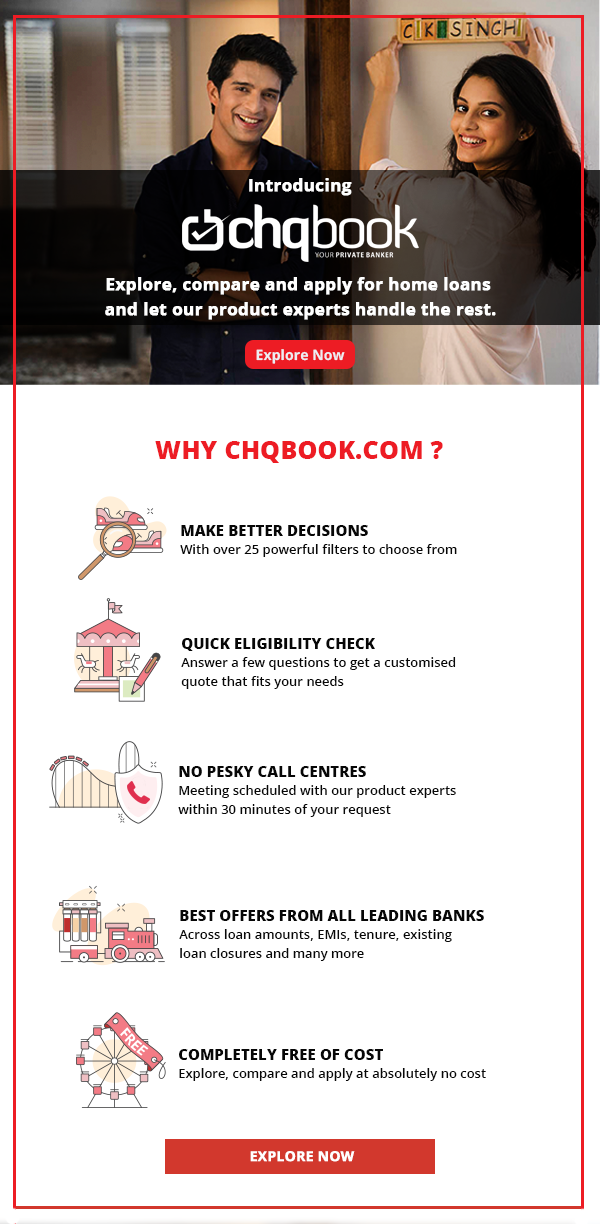 C K SINGH
Introducing
chqbook
YOUR PRIVATE BANKER
Explore, compare and apply for home loans
and let our product experts handle the rest.
Explore Now
WHY CHQBOOK.COM ?
MAKE BETTER DECISIONS
With over 25 powerful filters to choose from
QUICK ELIGIBILITY CHECK
Answer a few questions to get a customised
quote that fits your needs
NO PESKY CALL CENTRES
Meeting scheduled with our product experts
within 30 minutes of your request
BEST OFFERS FROM ALL LEADING BANKS
Across loan amounts, EMIs, tenure, existing
loan closures and many more
FREE
COMPLETELY FREE OF COST
Explore, compare and apply at absolutely no cost
EXPLORE NOW